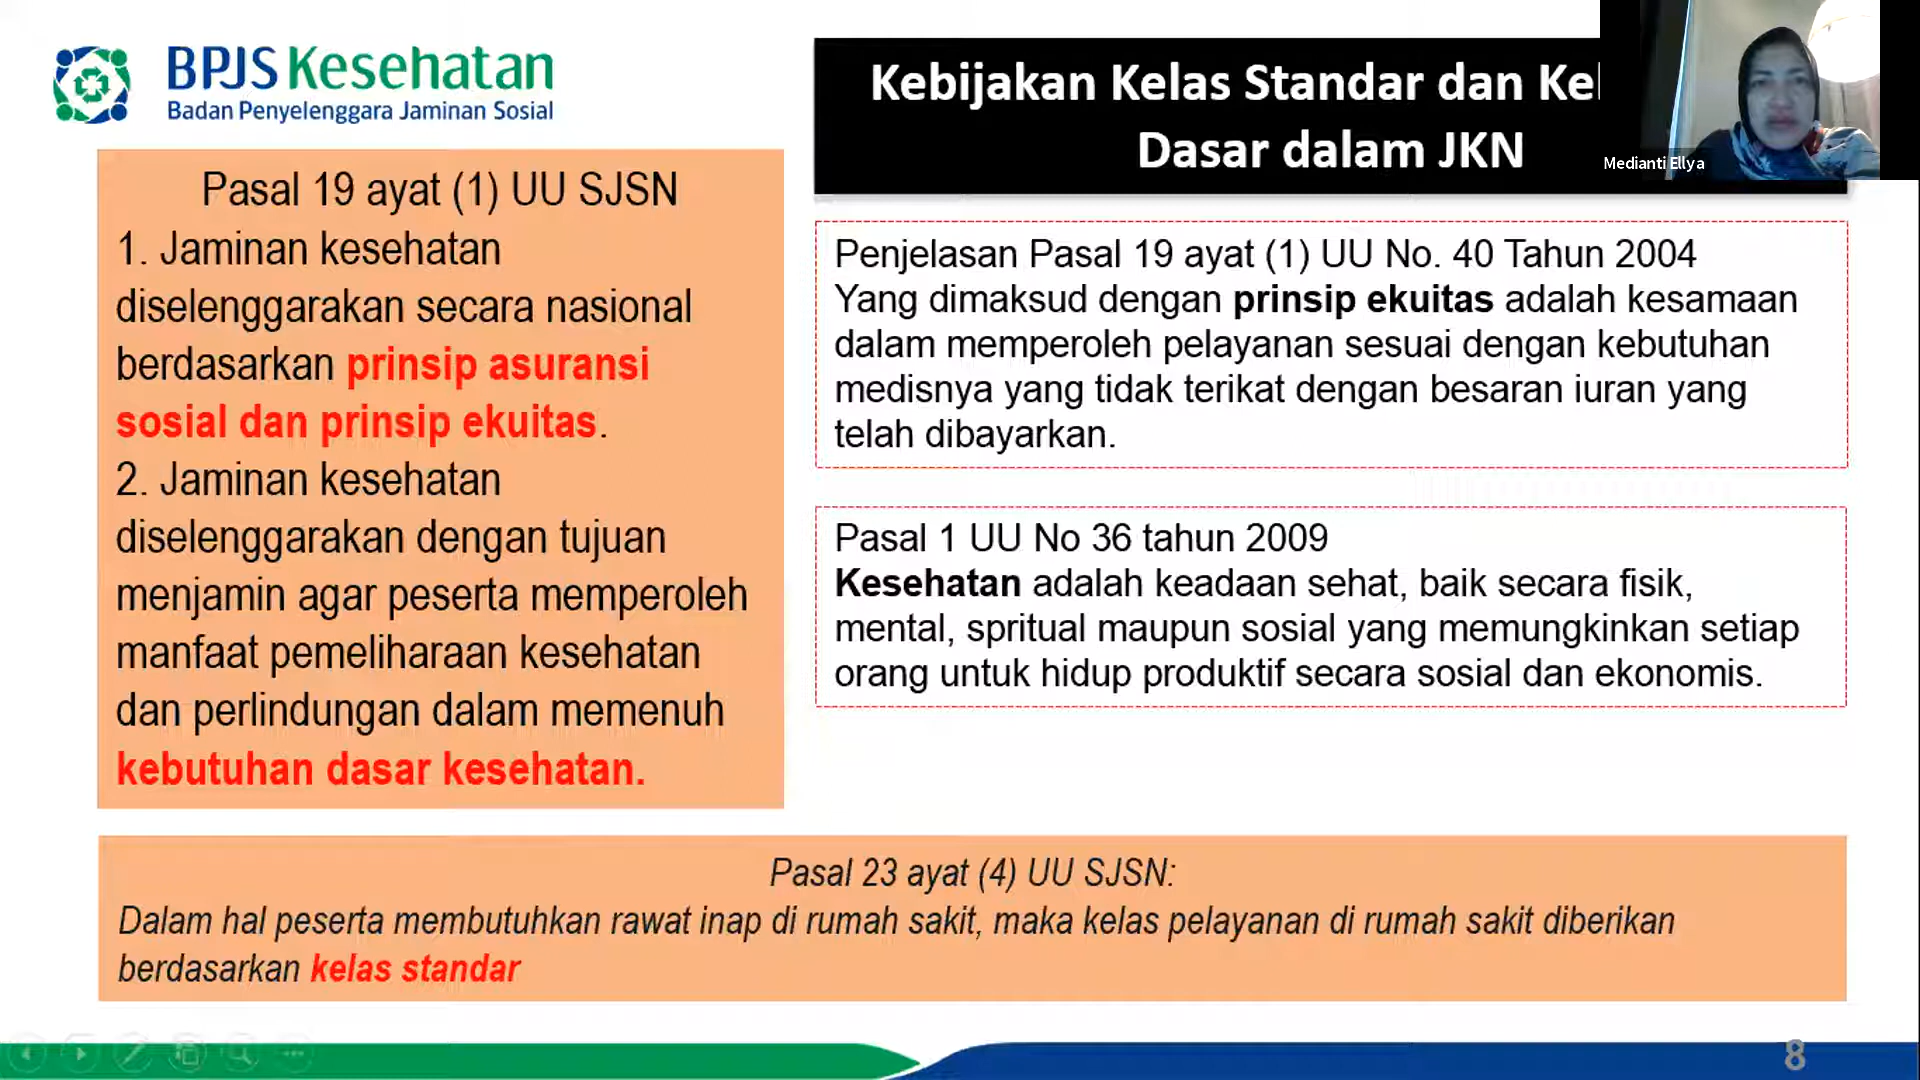 BPJS Kesehatan
Badan Penyelenggara Jaminan Sosial
Kebijakan Kelas Standar dan
Dasar dalam JKN
Medianti Ellya
Pasal 19 ayat (1) UU SJSN
1. Jaminan kesehatan
diselenggarakan secara nasional
berdasarkan prinsip asuransi
sosial dan prinsip ekuitas.
2. Jaminan kesehatan
diselenggarakan dengan tujuan
menjamin agar peserta memperoleh
manfaat pemeliharaan kesehatan
dan perlindungan dalam memenuh
kebutuhan dasar kesehatan.
Penjelasan Pasal 19 ayat (1) UU No. 40 Tahun 2004
Yang dimaksud dengan prinsip ekuitas adalah kesamaan
dalam memperoleh pelayanan sesuai dengan kebutuhan
medisnya yang tidak terikat dengan besaran iuran yang
telah dibayarkan.
Pasal 1 UU No 36 tahun 2009
Kesehatan adalah keadaan sehat, baik secara fisik,
mental, spritual maupun sosial yang memungkinkan setiap
orang untuk hidup produktif secara sosial dan ekonomis.
Pasal 23 ayat (4) UU SJSN:
Dalam hal peserta membutuhkan rawat inap di rumah sakit, maka kelas pelayanan di rumah sakit diberikan
berdasarkan kelas standar
8